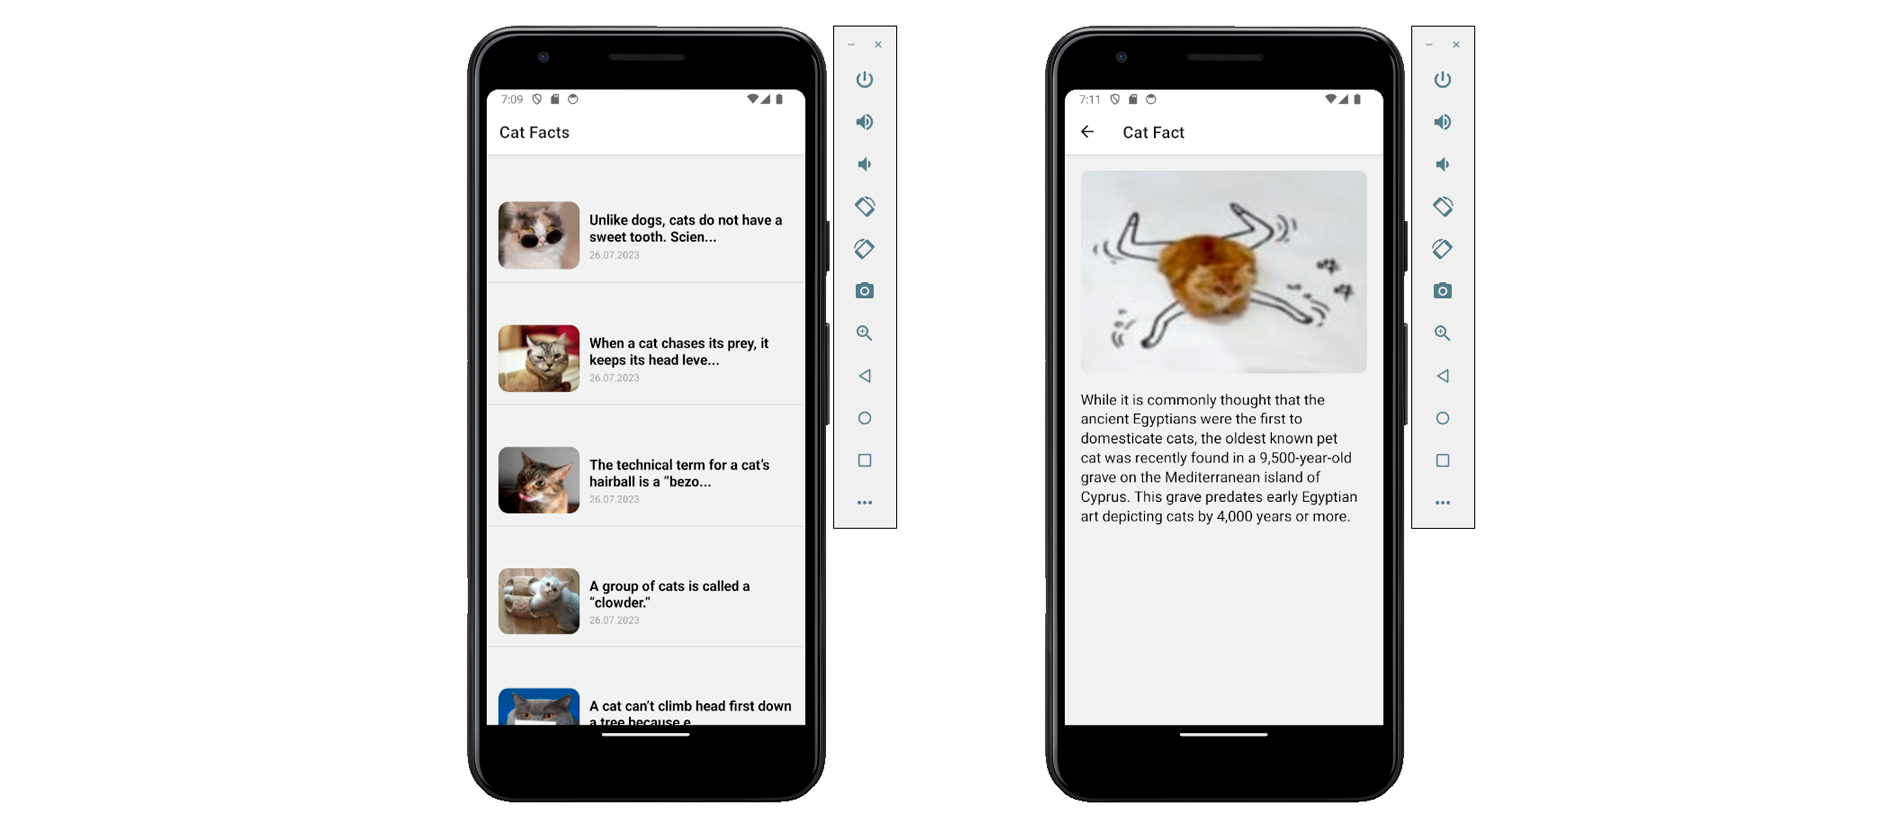 7:09
Cat Facts
Unlike dogs, cats do not have a
sweet tooth. Scien...
26.07.2023
When a cat chases its prey, it
keeps its head leve...
26.07.2023
The technical term for a cat’s
hairball is a “bezo...
26.07.2023
A group of cats is called a
“clowder.”
26.07.2023
A cat can’t climb head first down
a tree because e
7:11
Cat Fact
While it is commonly thought that the
ancient Egyptians were the first to
domesticate cats, the oldest known pet
cat was recently found in a 9,500-year-old
grave on the Mediterranean island of
Cyprus. This grave predates early Egyptian
art depicting cats by 4,000 years or more.